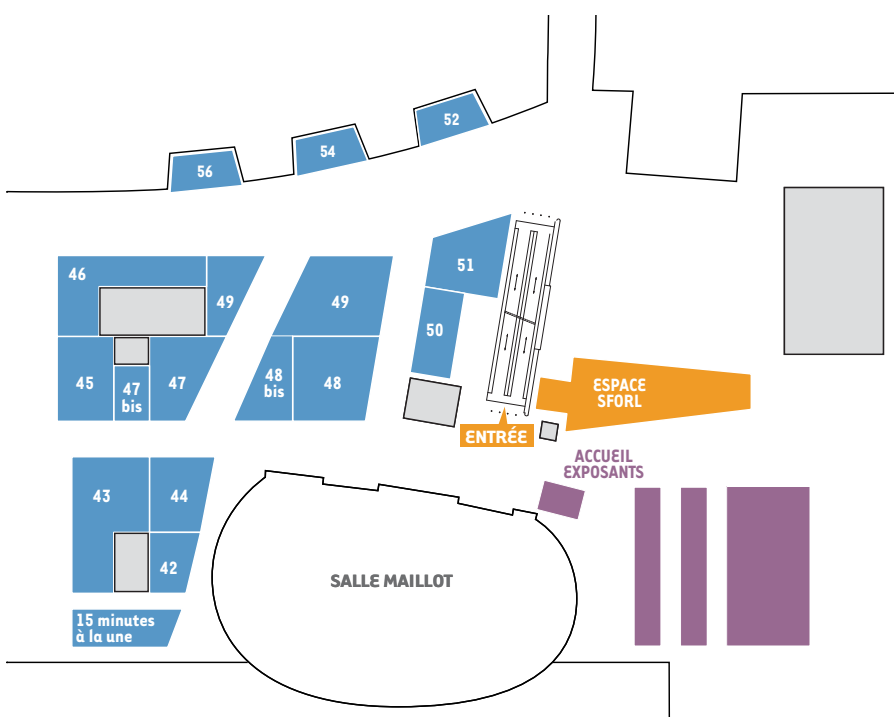 52
54
56
51
46
49
49
50
45
47
bis
47
48
bis
48
ESPACE
SFORL
ENTRÉE
ACCUEIL
EXPOSANTS
43
44
42
SALLE MAILLOT
15 minutes
à la une